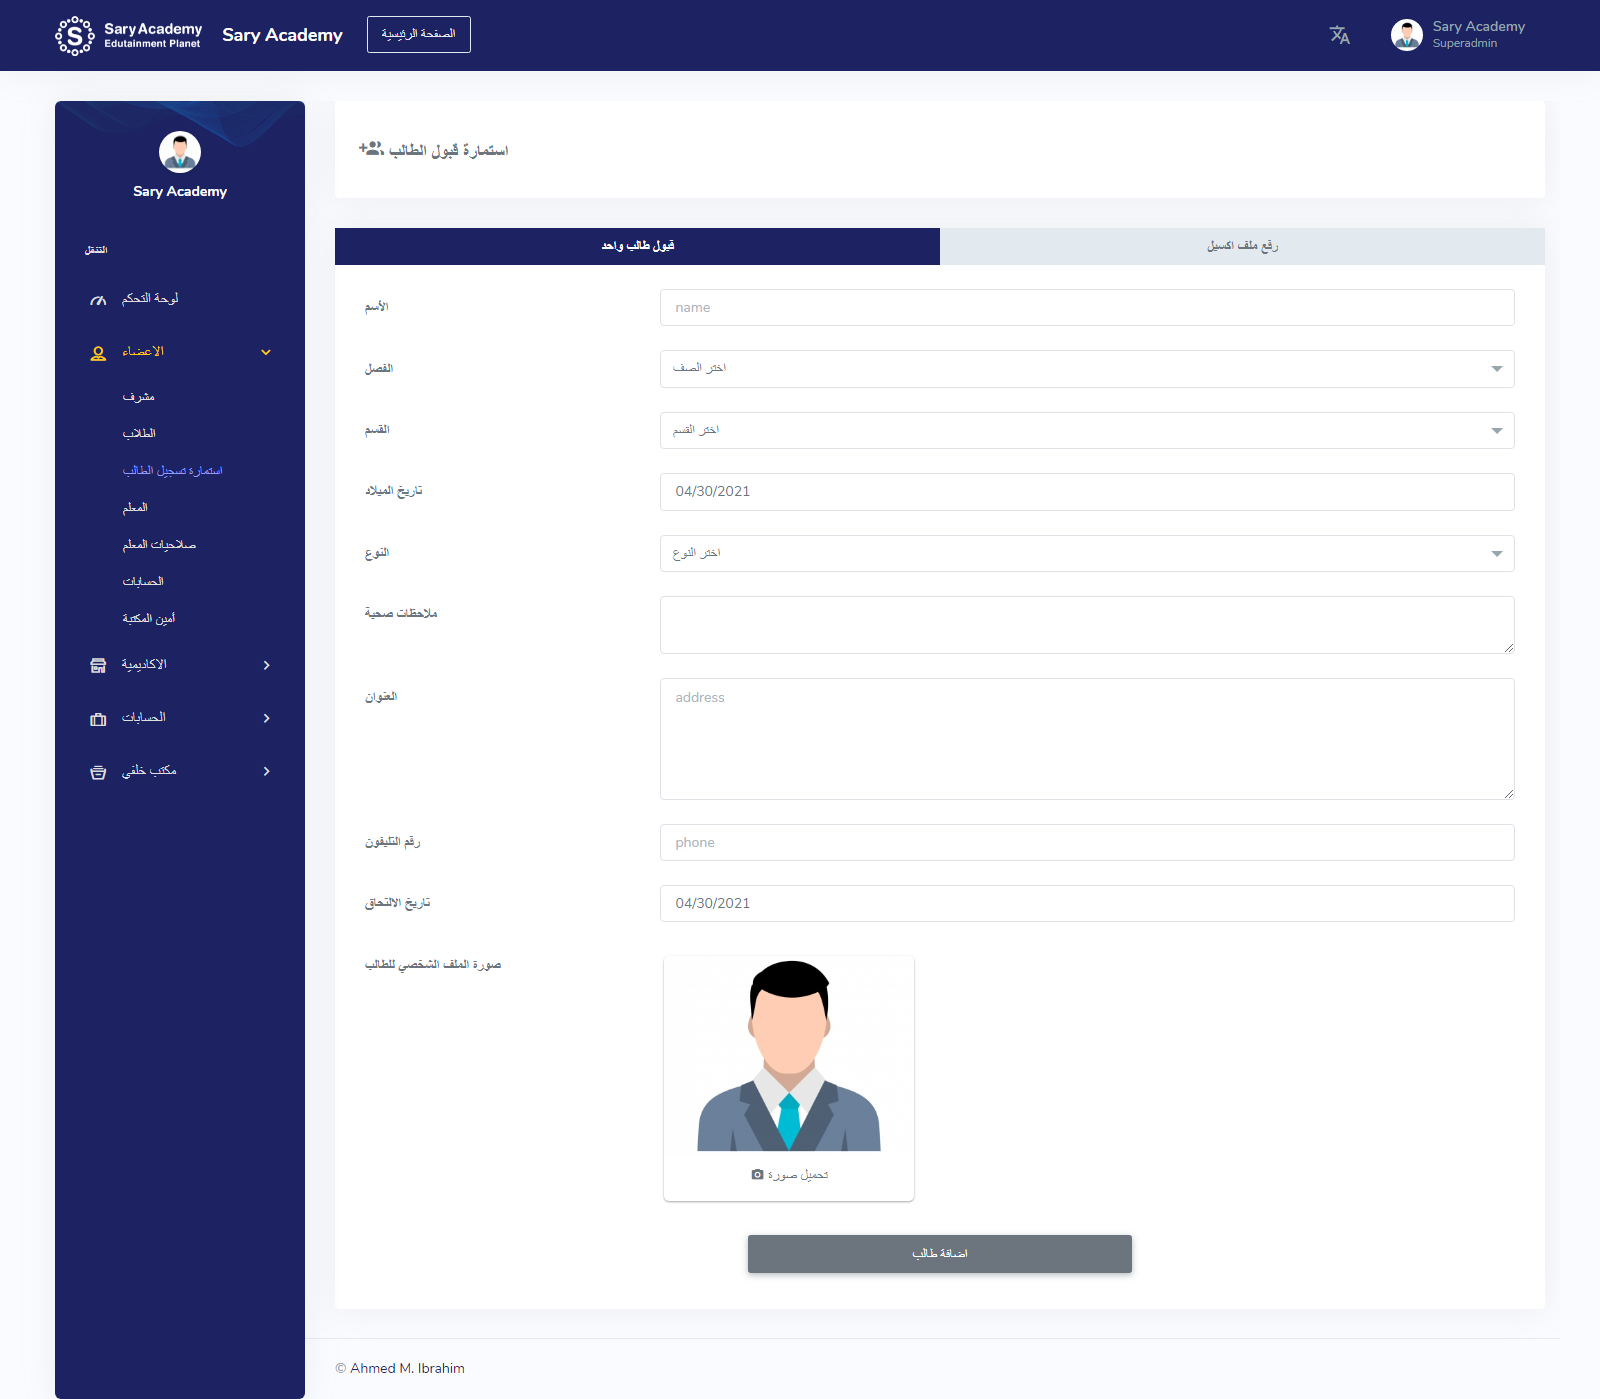 Sary Academy
Edutainment Planet
Sary Academy
الصفحة الرئيسية
Sary Academy
Superadmin
Sary Academy
التنقل
لوحة التحكم
الاعضاء
مشرف
الطلاب
استمارة تسجيل الطالب
المعلم
صلاحيات المعلم
الحسابات
أمين المكتبة
الاكاديمية
الحسابات
مكتب خلفي
استمارة قبول الطالب
قبول طالب واحد
رفع ملف اكسيل
الأسم
name
الفصل
اختر الصف
القسم
اختر القسم
تاريخ الميلاد
04/30/2021
النوع
اختر النوع
ملاحظات صحية
العنوان
address
رقم التليفون
phone
تاريخ الالتحاق
04/30/2021
صورة الملف الشخصي للطالب
تحميل صورة
اضافة طالب
© Ahmed M. Ibrahim